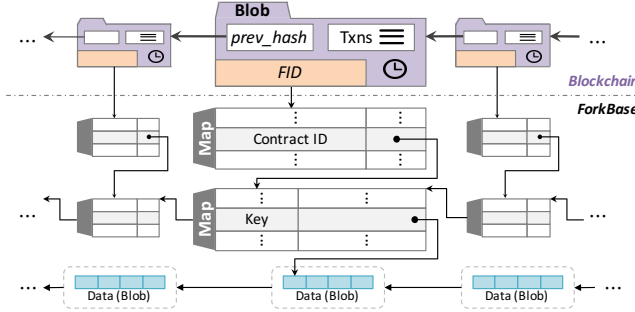 Blob
...
prev_hash
Txns
...
FID
Blockchain
ForkBase
Map
Contract ID
...
Map
Key
...
...
Data (Blob)
Data (Blob)
Data (Blob)
...